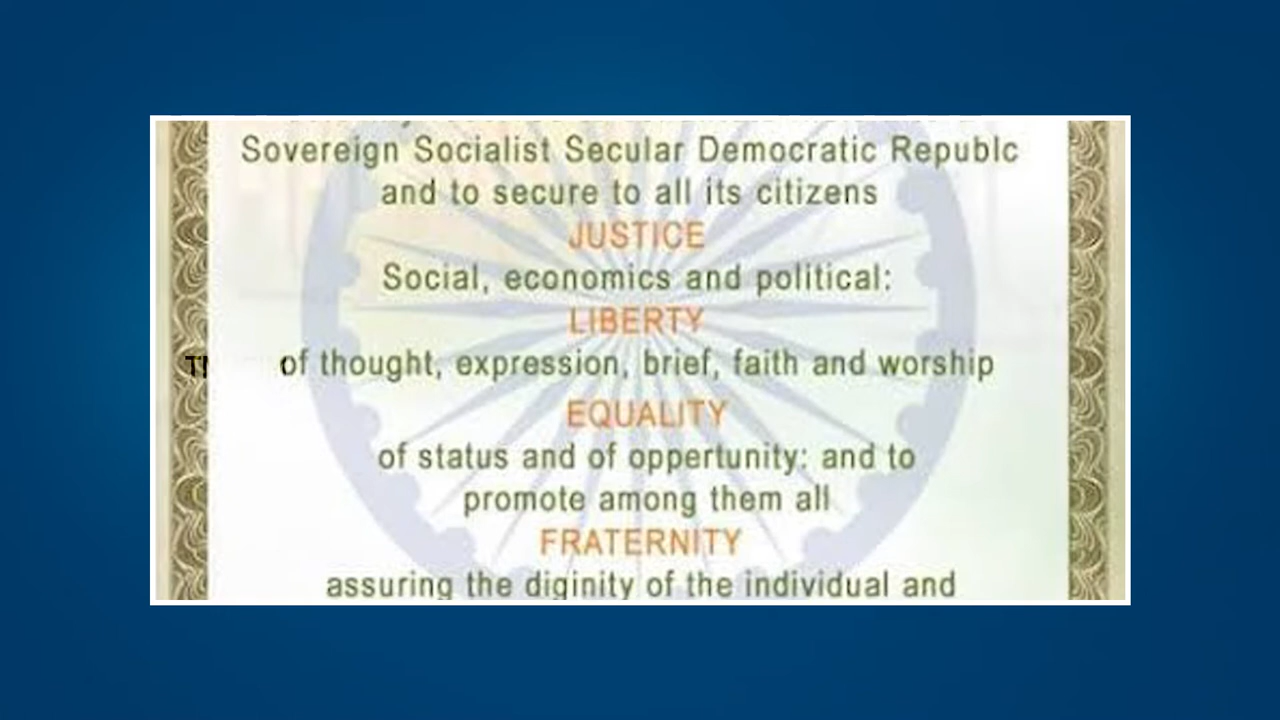 Sovereign Socialist Secular Democratic Republc
and to secure to all its citizens
JUSTICE
Social, economics and political:
LIBERTY
of thought, expression, brief, faith and worship
EQUALITY
of status and of oppertunity: and to
promote among them all
FRATERNITY
assuring the diginity of the individual and